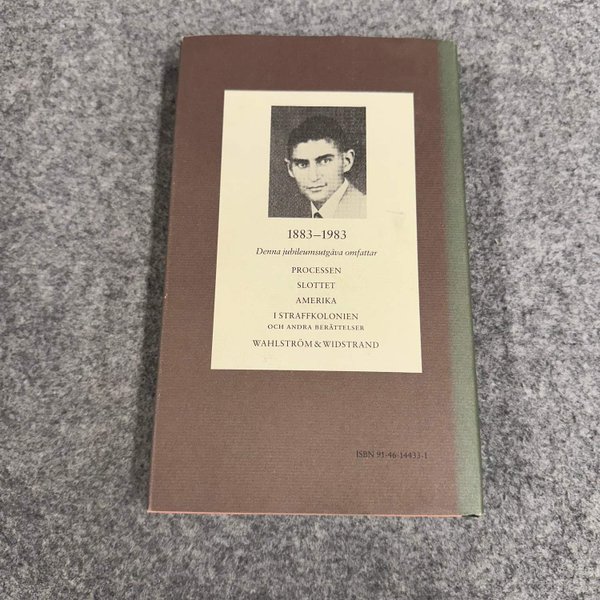 1883–1983
Denna jubileumsutgåva omfattar
PROCESSEN
SLOTTET
AMERIKA
I STRAFFKOLONIEN
OCH ANDRA BERÄTTELSER
WAHLSTRÖM & WIDSTRAND
ISBN 91-46-14433-1